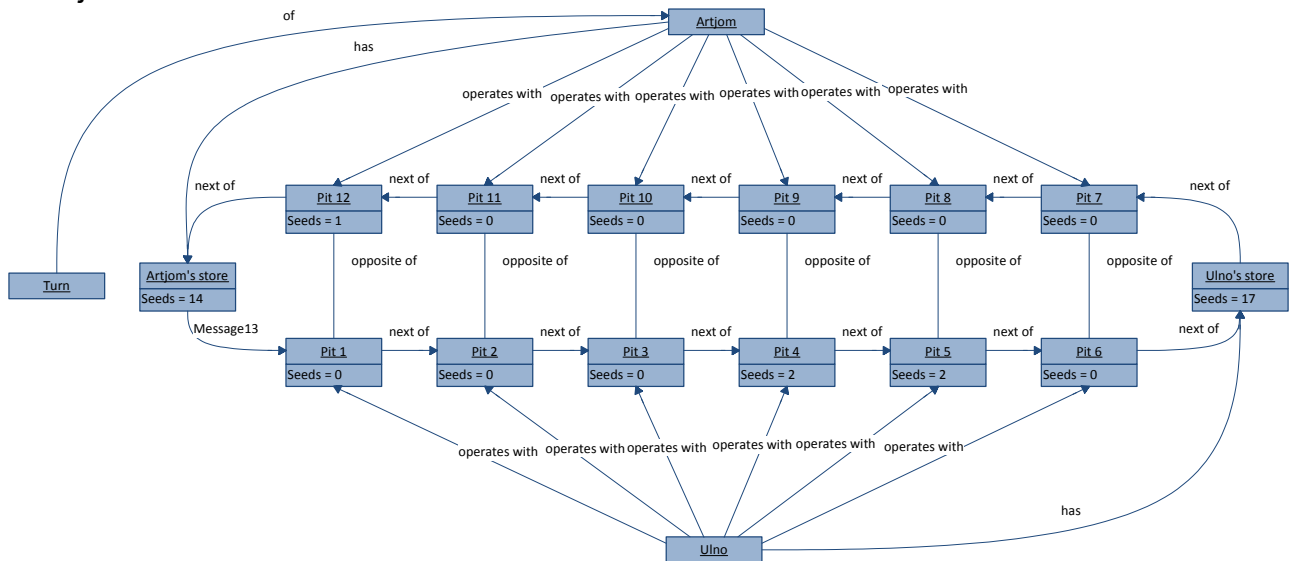 of
Artjom
has
operates with
operates with
operates with
operates with
operates with
operates with
next of
Pit 12
next of
Pit 11
next of
Pit 10
next of
Pit 9
next of
Pit 8
next of
Pit 7
next of
Seeds = 1
Seeds = 0
Seeds = 0
Seeds = 0
Seeds = 0
Seeds = 0
opposite of
opposite of
opposite of
opposite of
opposite of
opposite of
Turn
Artjom's store
Seeds = 14
Ulno's store
Seeds = 17
Message13
Pit 1
next of
Pit 2
next of
Pit 3
next of
Pit 4
next of
Pit 5
next of
Pit 6
next of
Seeds = 0
Seeds = 0
Seeds = 0
Seeds = 2
Seeds = 2
Seeds = 0
operates with
operates with
operates with
operates with
operates with
operates with
has
Ulno